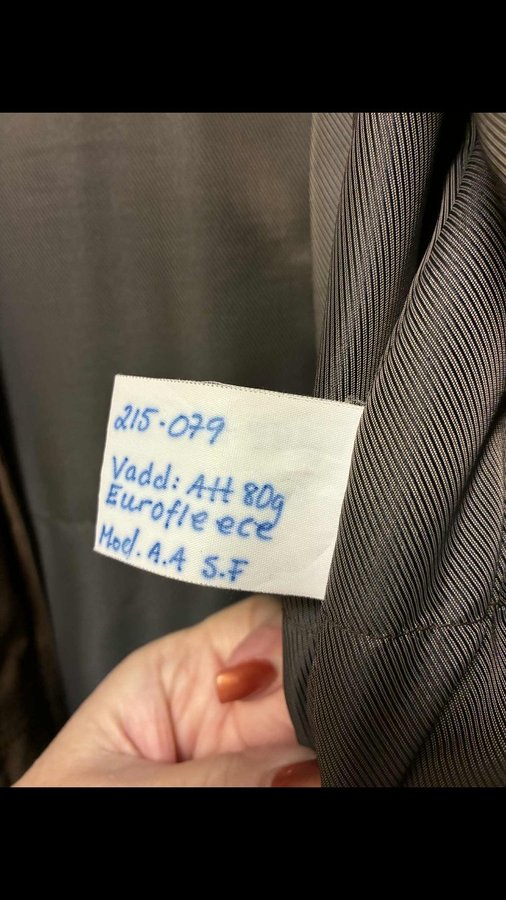 215-079
Vadd: AH 80g
Eurofleece
Mod. A.A S.F